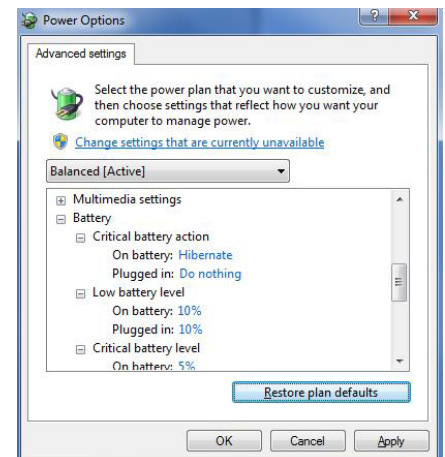 Power Options
Advanced settings
Select the power plan that you want to customize, and
then choose settings that reflect how you want your
computer to manage power.
Change settings that are currently unavailable
Balanced [Active]
Multimedia settings
Battery
Critical battery action
On battery: Hibernate
Plugged in: Do nothing
Low battery level
On battery: 10%
Plugged in: 10%
Critical battery level
On battery: 5%
Restore plan defaults
OK Cancel Apply